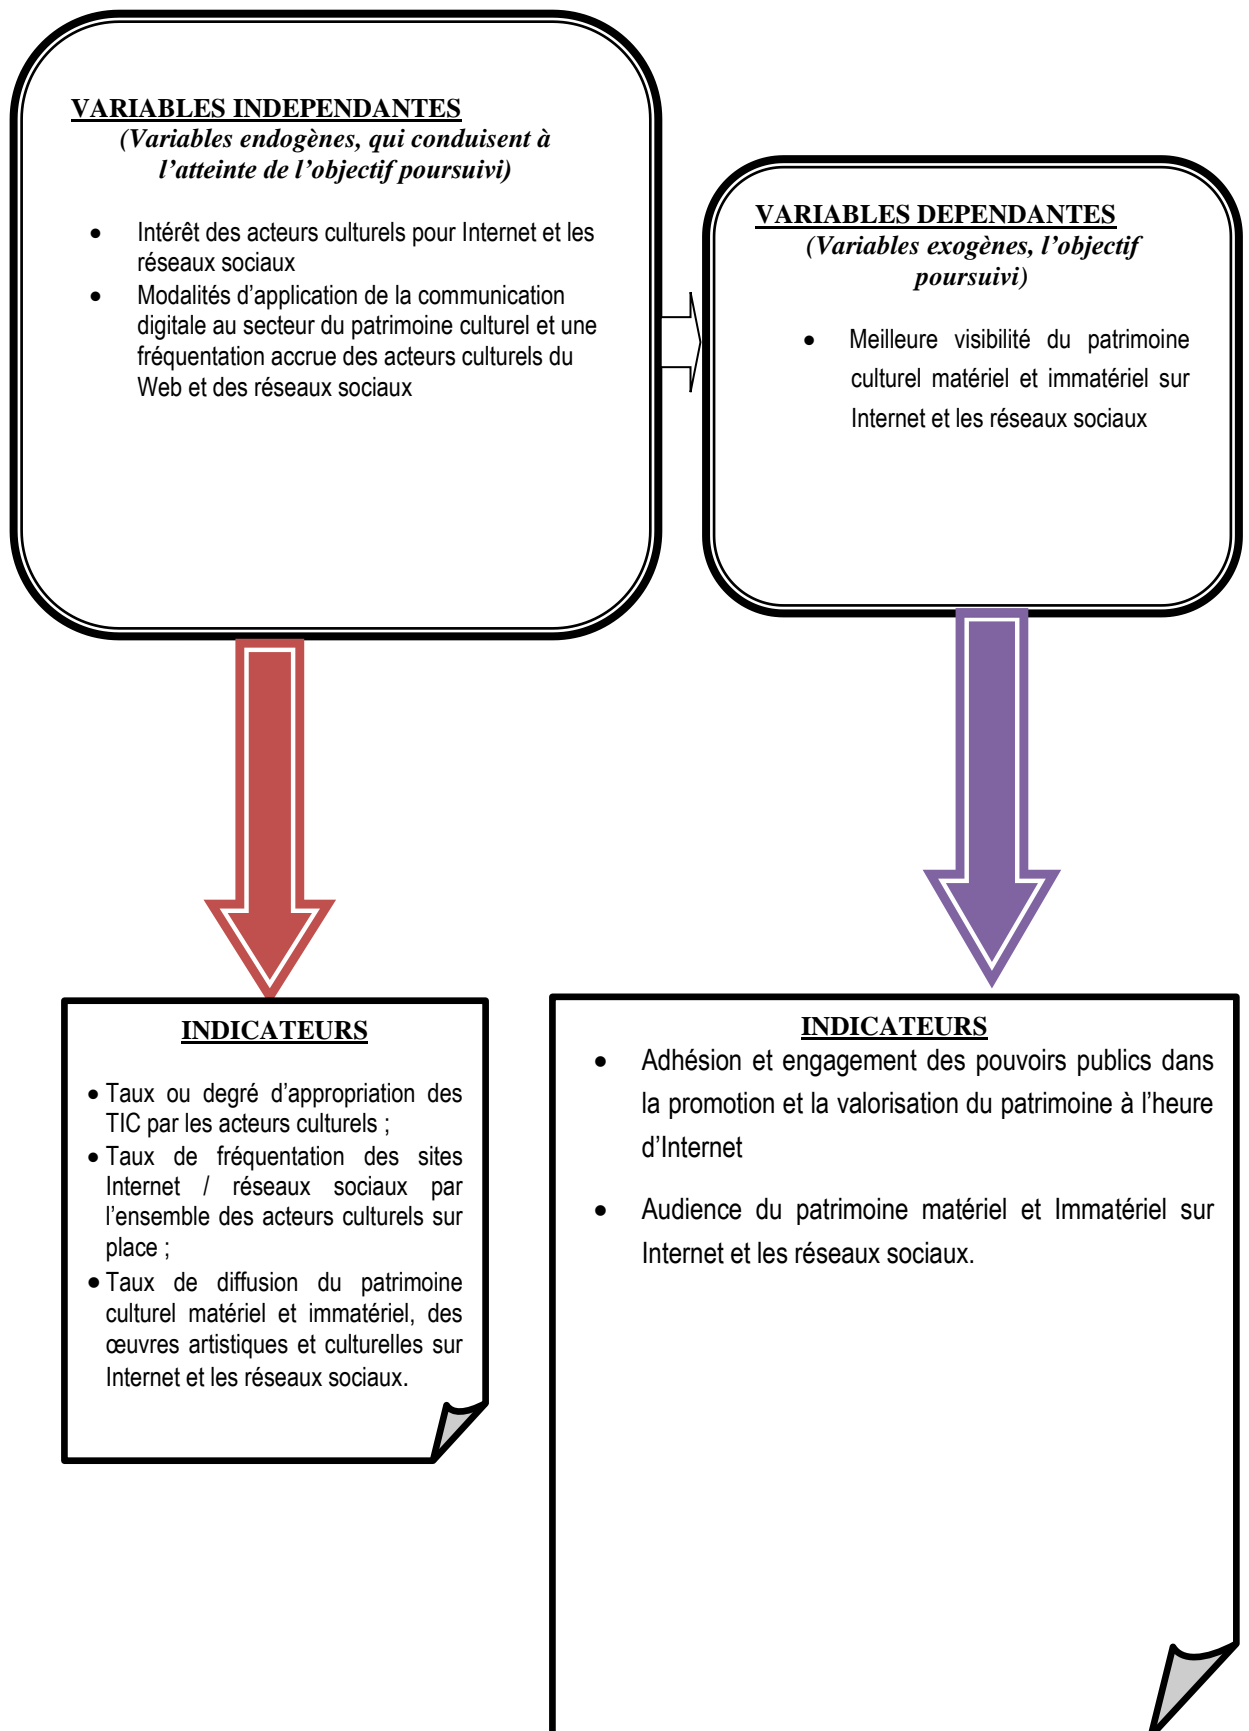 VARIABLES INDEPENDANTES
(Variables endogènes, qui conduisent à
l’atteinte de l’objectif poursuivi)
• Intérêt des acteurs culturels pour Internet et les
réseaux sociaux
• Modalités d’application de la communication
digitale au secteur du patrimoine culturel et une
fréquentation accrue des acteurs culturels du
Web et des réseaux sociaux
VARIABLES DEPENDANTES
(Variables exogènes, l’objectif
poursuivi)
• Meilleure visibilité du patrimoine
culturel matériel et immatériel sur
Internet et les réseaux sociaux
INDICATEURS
• Taux ou degré d’appropriation des
TIC par les acteurs culturels ;
• Taux de fréquentation des sites
Internet / réseaux sociaux par
l’ensemble des acteurs culturels sur
place ;
• Taux de diffusion du patrimoine
culturel matériel et immatériel, des
œuvres artistiques et culturelles sur
Internet et les réseaux sociaux.
INDICATEURS
• Adhésion et engagement des pouvoirs publics dans
la promotion et la valorisation du patrimoine à l’heure
d’Internet
• Audience du patrimoine matériel et Immatériel sur
Internet et les réseaux sociaux.